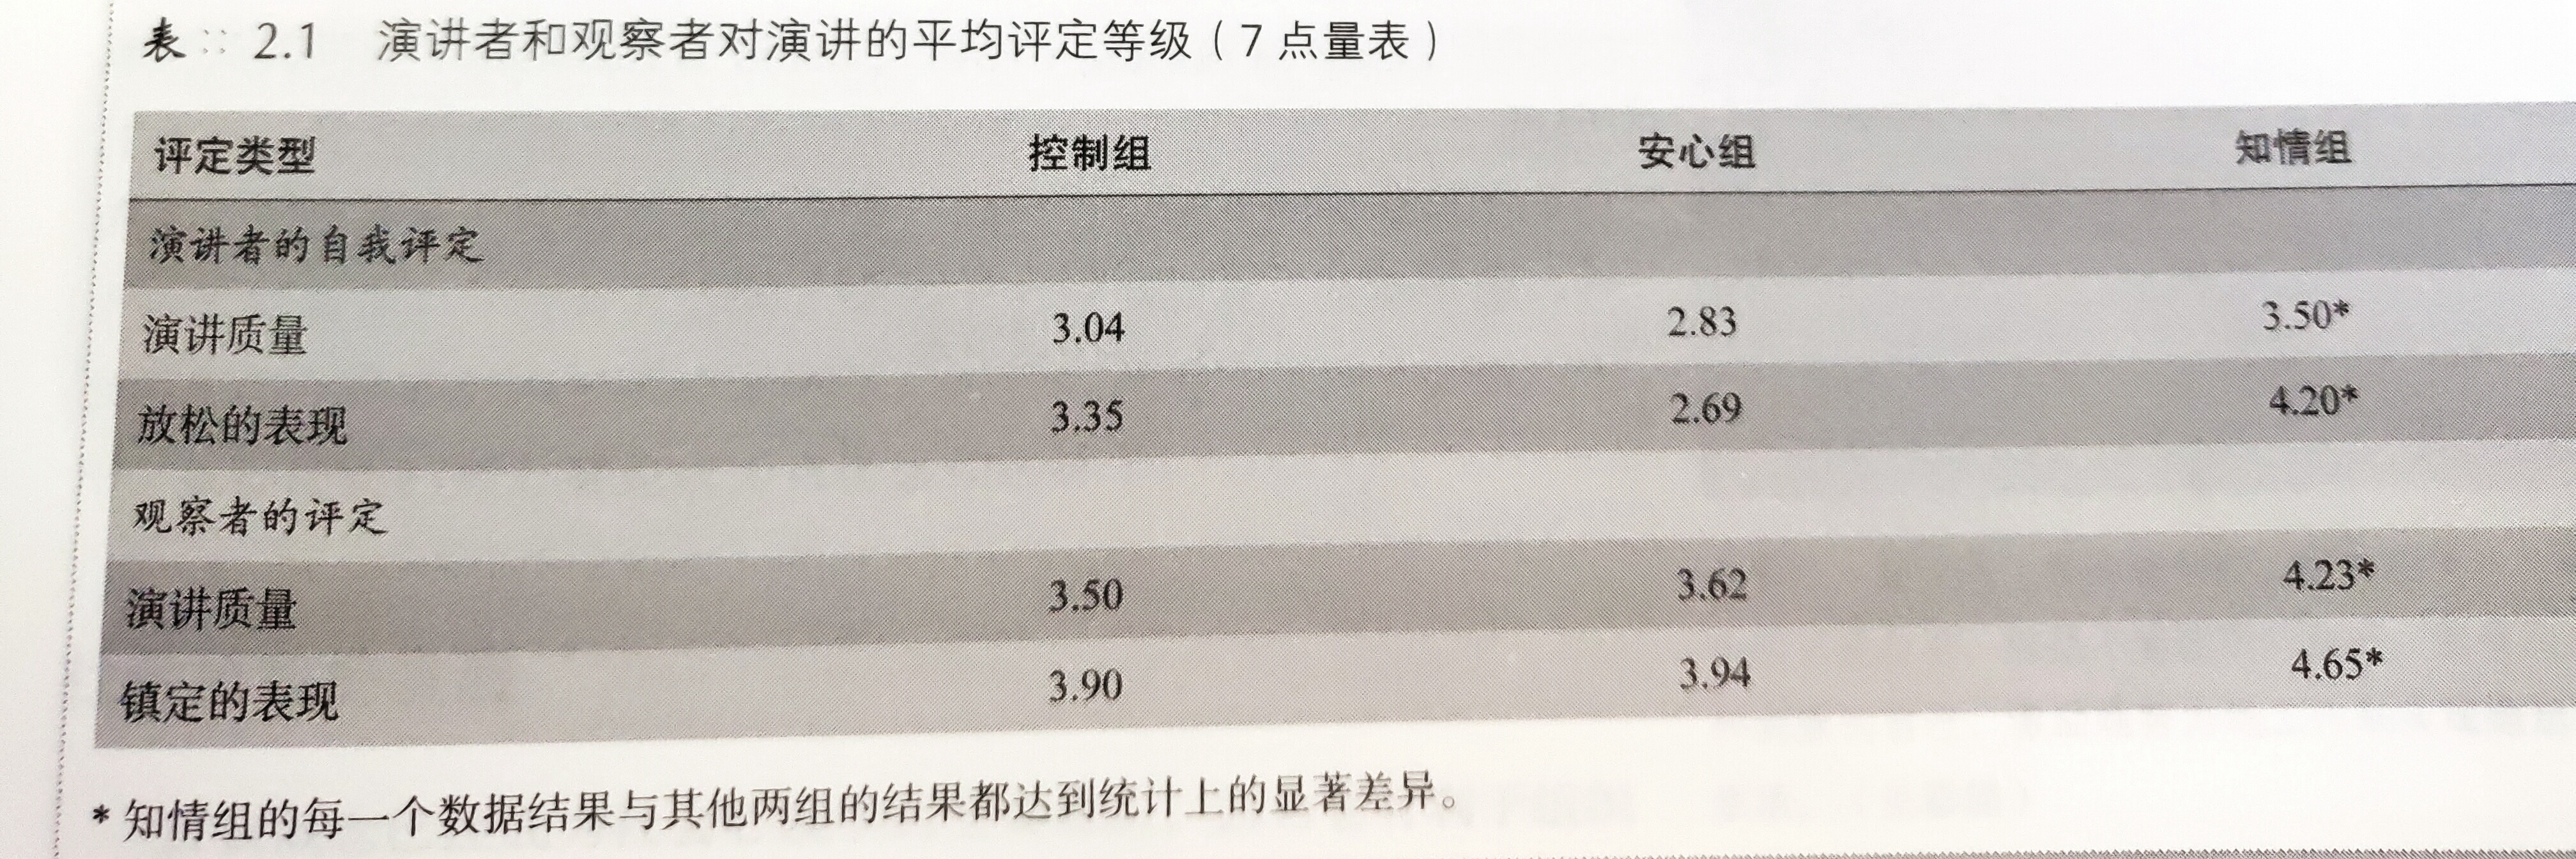 表 :: 2.1 演讲者和观察者对演讲的平均评定等级（7 点量表）
评定类型 控制组 安心组 知情组
演讲者的自我评定
演讲质量 3.04 2.83 3.50*
放松的表现 3.35 2.69 4.20*
观察者的评定
演讲质量 3.50 3.62 4.23*
镇定的表现 3.90 3.94 4.65*
* 知情组的每一个数据结果与其他两组的结果都达到统计上的显著差异。